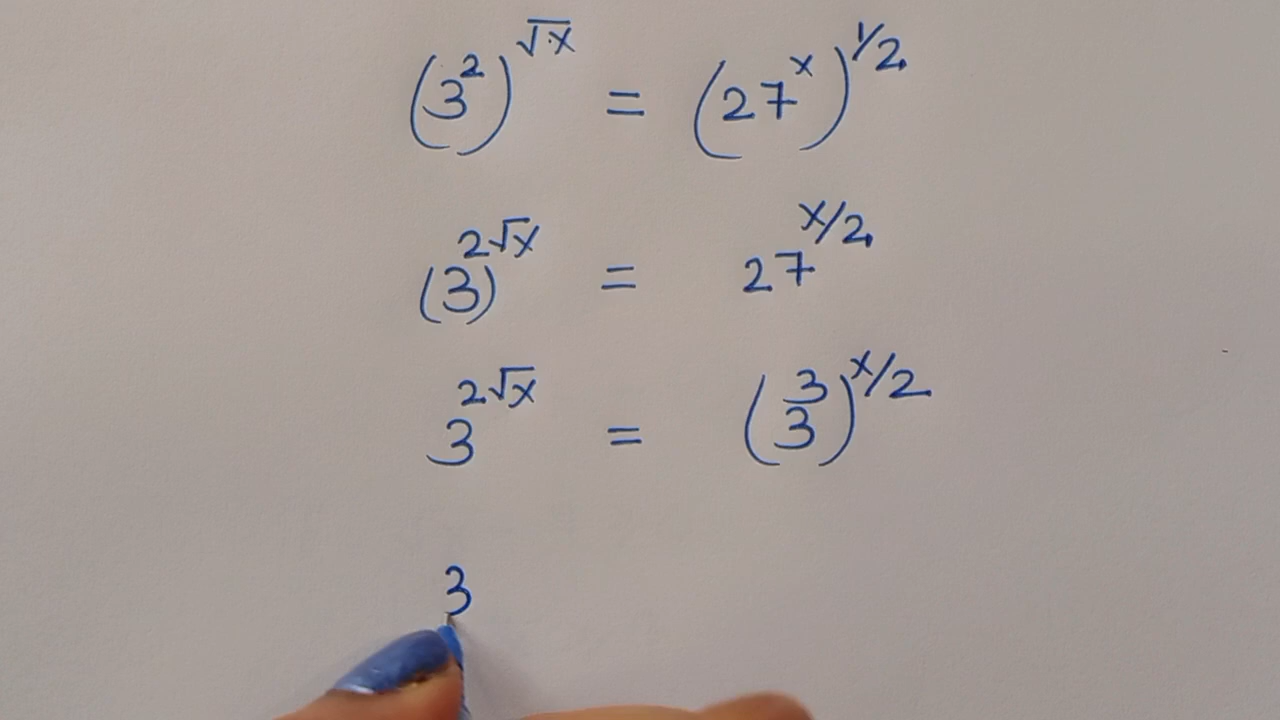 (3²)^√x = (27^x)^1/2
(3)^2√x = 27^x/2
3^2√x = (3³)^x/2
3